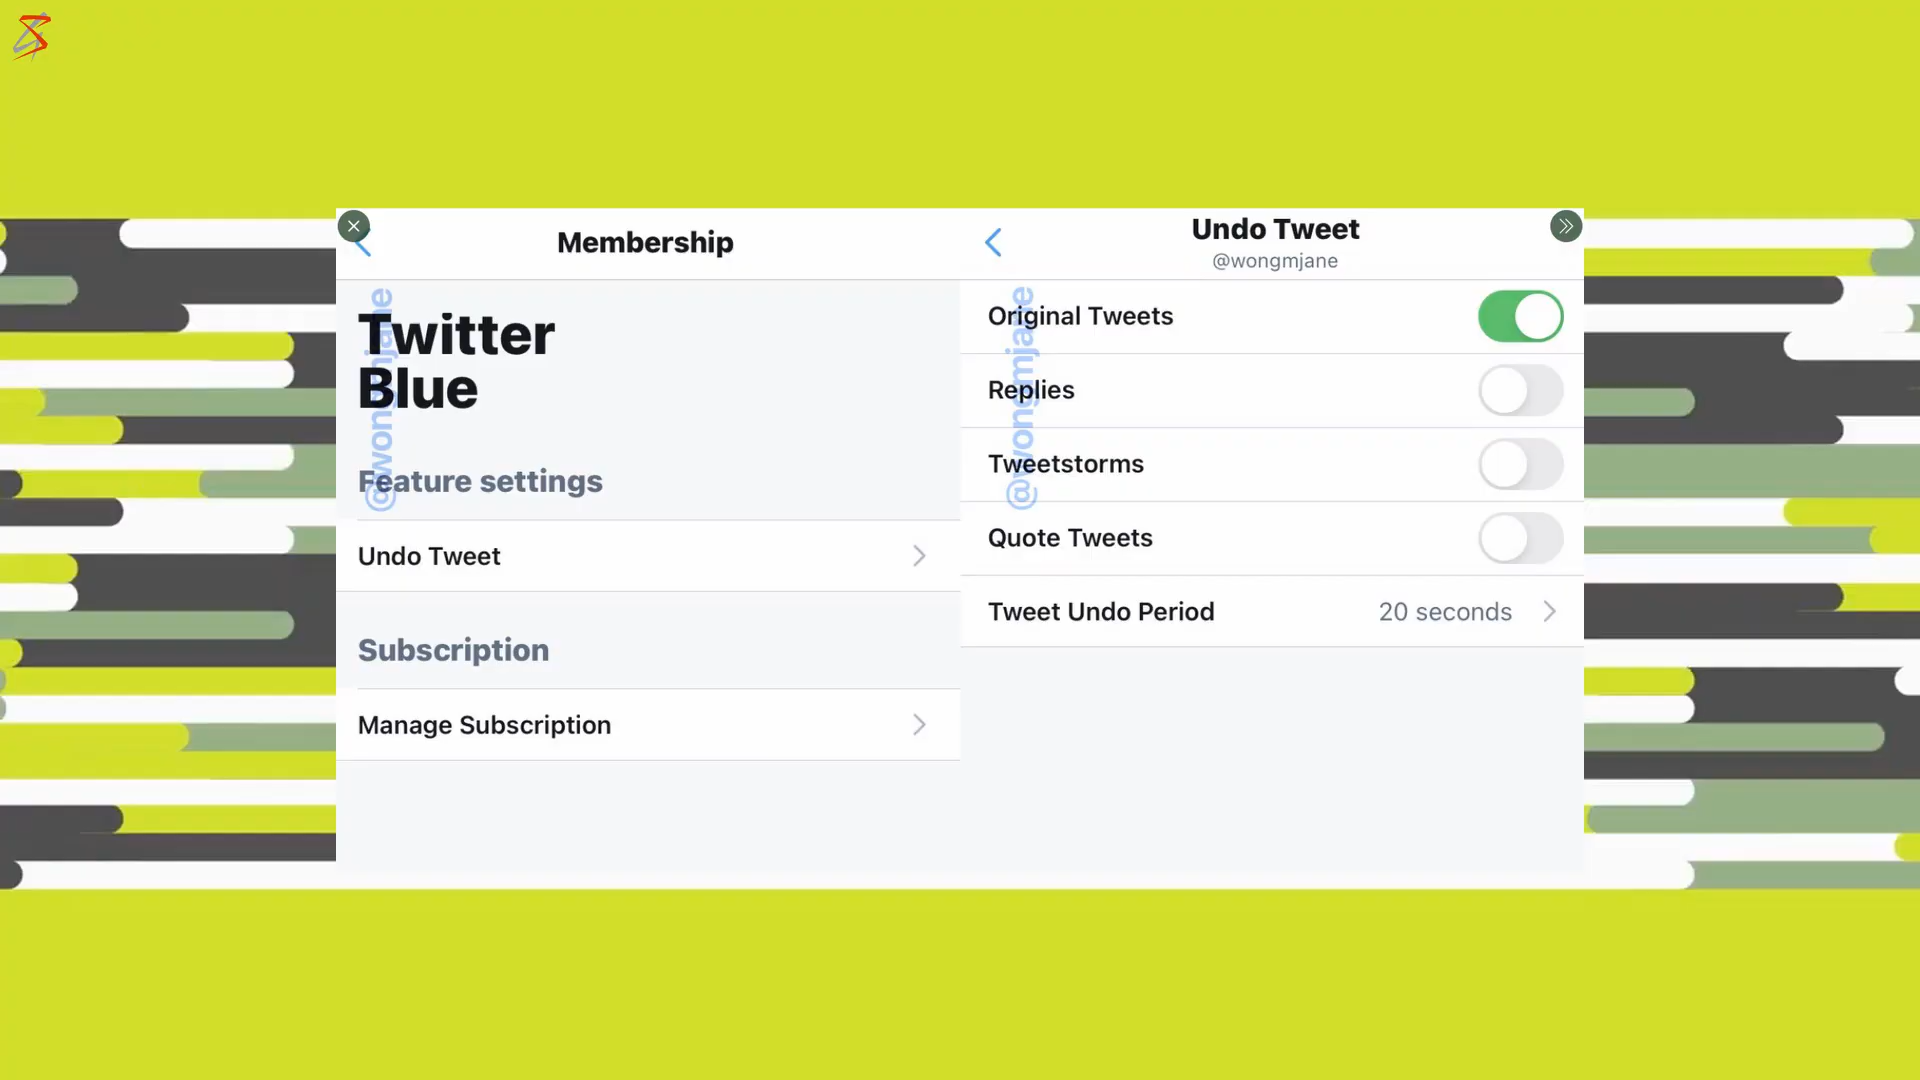 Membership
Twitter
Blue
Feature settings
Undo Tweet
Subscription
Manage Subscription
@wongmjane
Undo Tweet
@wongmjane
Original Tweets
Replies
Tweetstorms
Quote Tweets
Tweet Undo Period 20 seconds
@wongmjane